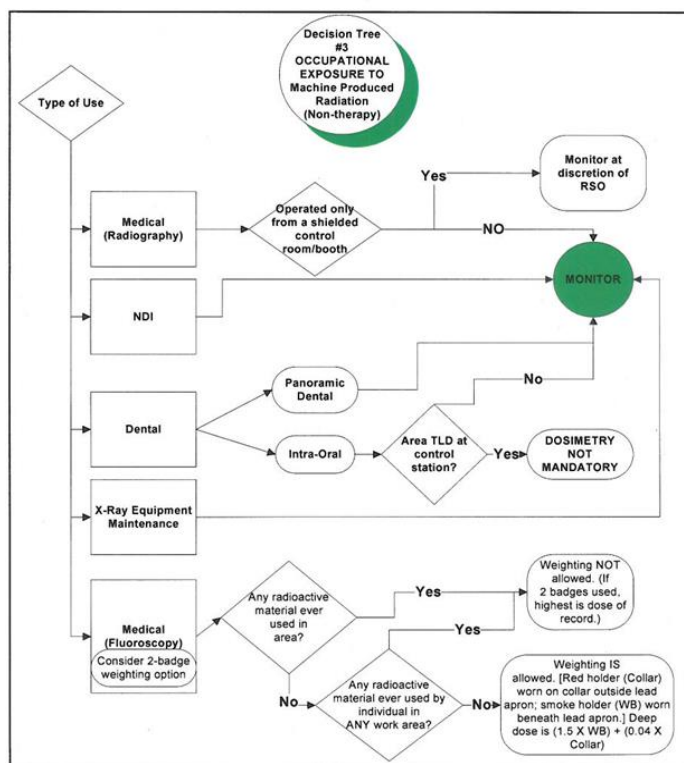 Decision Tree
#3
OCCUPATIONAL
EXPOSURE TO
Machine Produced
Radiation
(Non-therapy)
Type of Use
Medical
(Radiography)
Operated only
from a shielded
control
room/booth
Yes
Monitor at
discretion of
RSO
NO
MONITOR
NDI
Dental
Panoramic
Dental
Intra-Oral
Area TLD at
control
station?
No
Yes
DOSIMETRY
NOT
MANDATORY
X-Ray Equipment
Maintenance
Medical
(Fluoroscopy)
Consider 2-badge
weighting option
Any radioactive
material ever
used in
area?
Yes
Yes
Weighting NOT
allowed. (If
2 badges used,
highest is dose of
record.)
No
Any radioactive
material ever used by
individual in
ANY work area?
No
Weighting IS
allowed. [Red holder (Collar)
worn on collar outside lead
apron; smoke holder (WB) worn
beneath lead apron.] Deep
dose is (1.5 X WB) + (0.04 X
Collar)